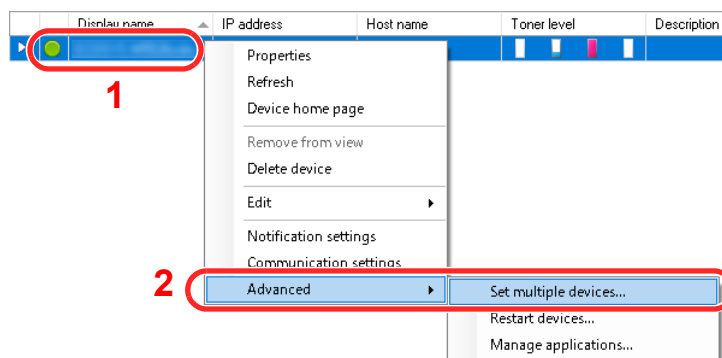 Display name IP address Host name Toner level Description
1
Properties
Refresh
Device home page
Remove from view
Delete device
Edit
Notification settings
Communication settings
2
Advanced Set multiple devices...
Restart devices...
Manage applications...